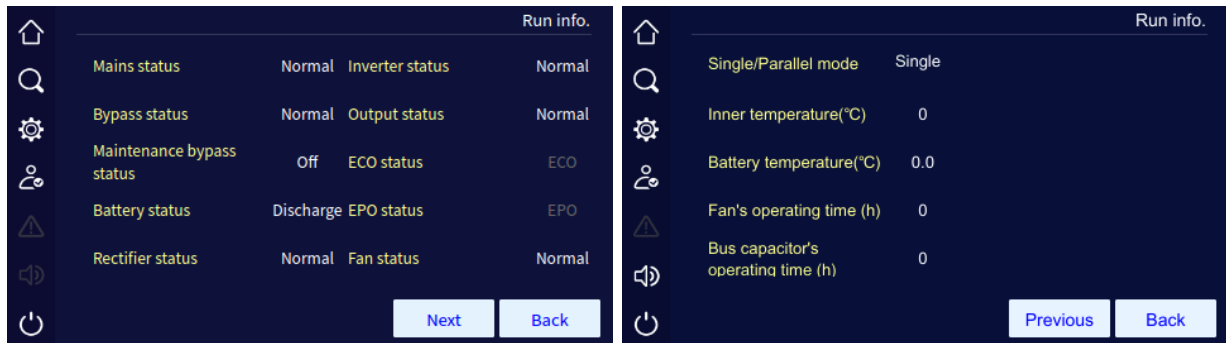 Run info.
Mains status Normal Inverter status Normal
Bypass status Normal Output status Normal
Maintenance bypass
status Off ECO status ECO
Battery status Discharge EPO status EPO
Rectifier status Normal Fan status Normal
Next Back
Run info.
Single/Parallel mode Single
Inner temperature(°C) 0
Battery temperature(°C) 0.0
Fan's operating time (h) 0
Bus capacitor's
operating time (h) 0
Previous Back